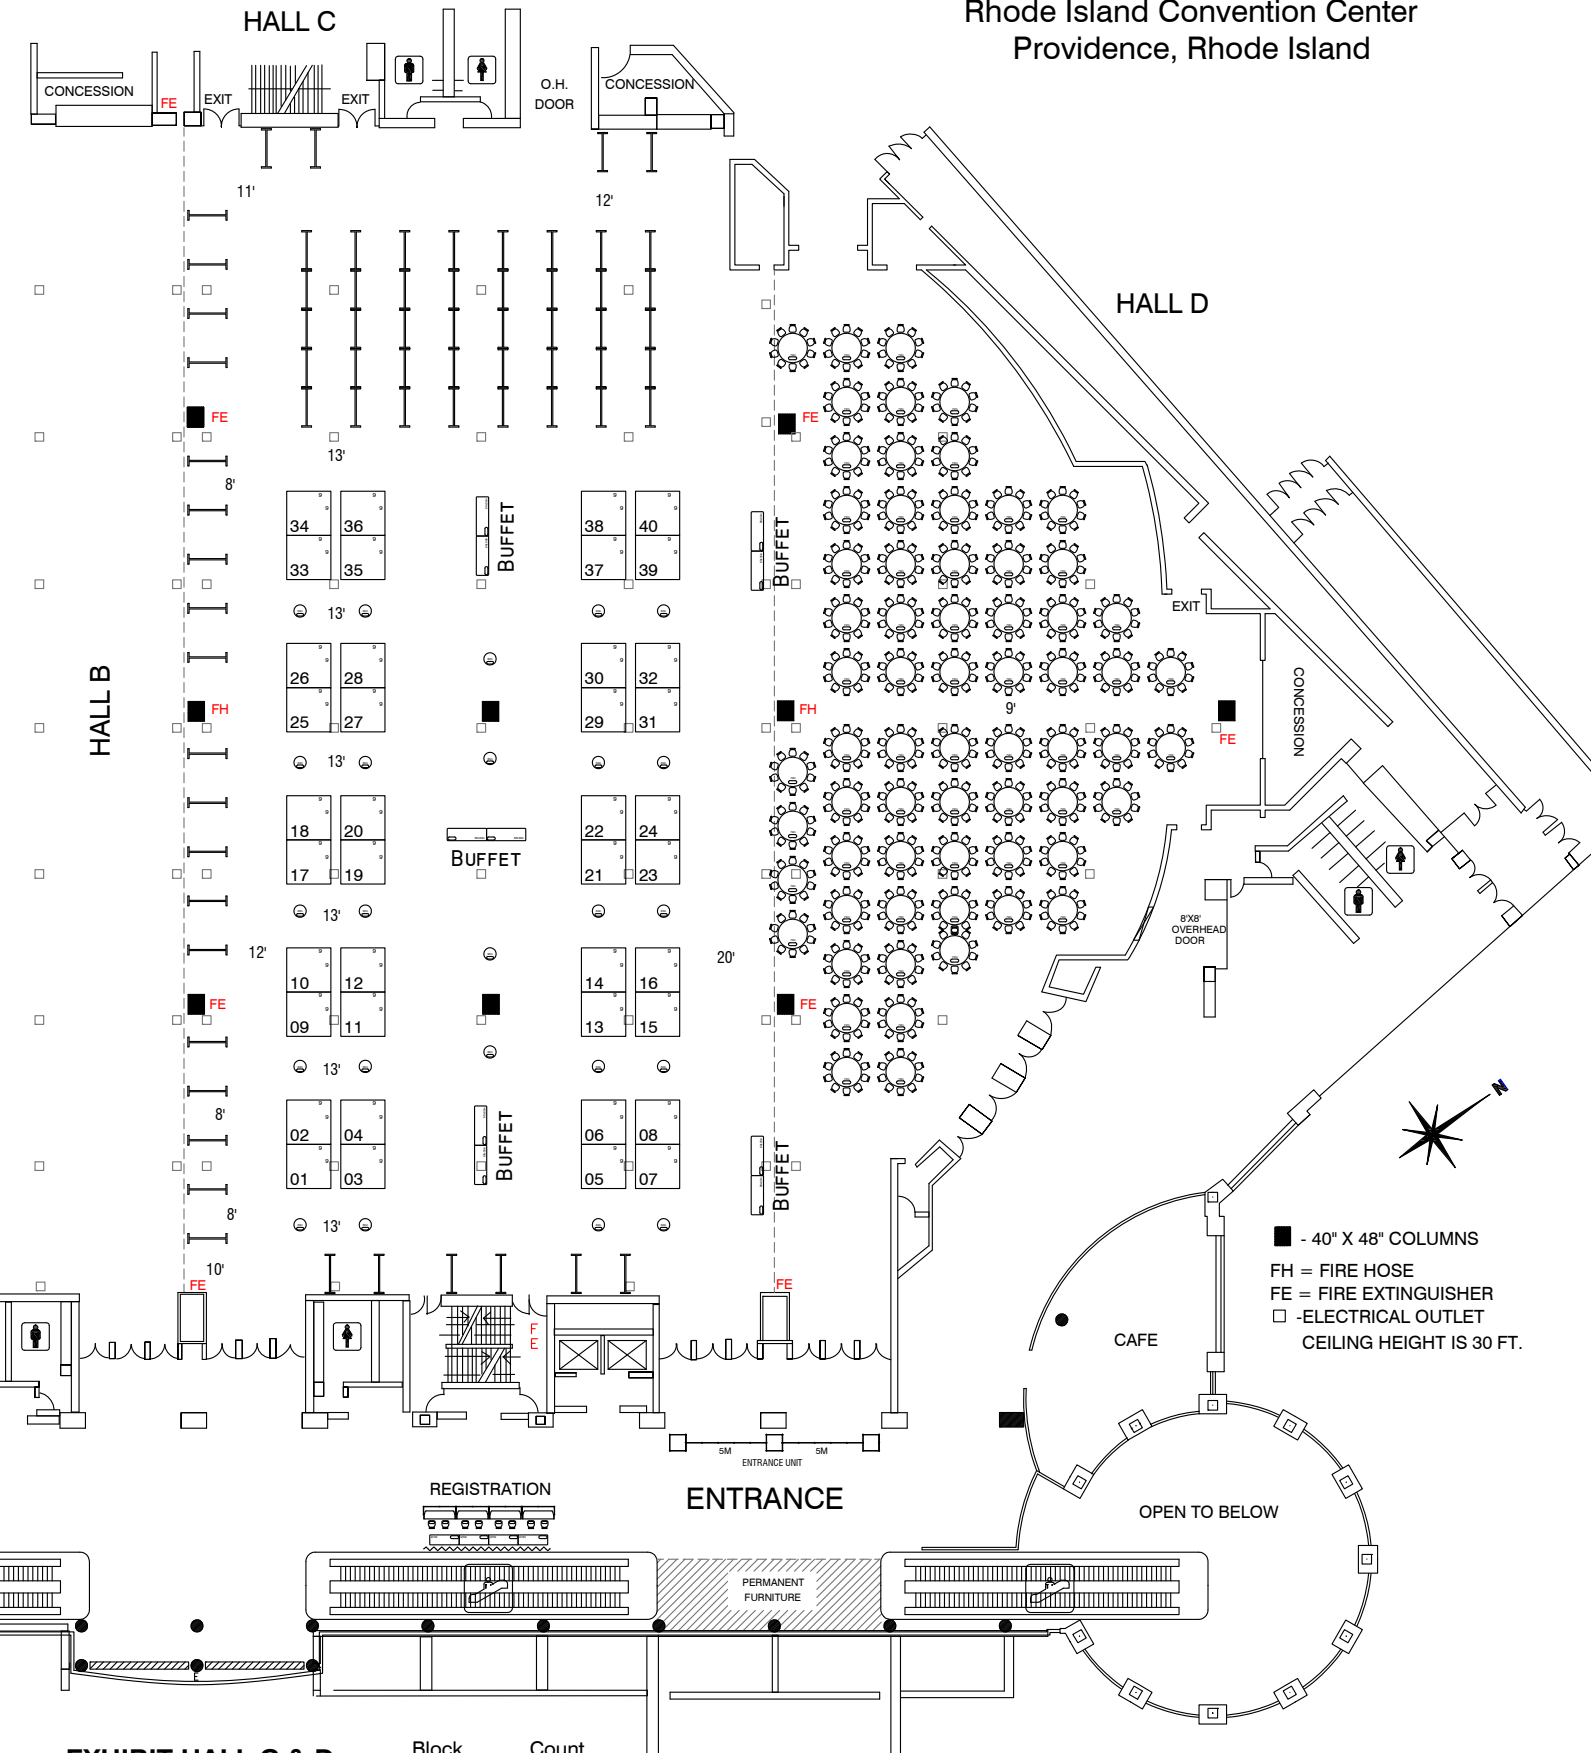 Rhode Island Convention Center
Providence, Rhode Island
HALL C
CONCESSION
FE
EXIT
EXIT
O.H.
DOOR
CONCESSION
11'
12'
HALL D
FE
FE
13'
8'
34 36
33 35
BUFFET
38 40
37 39
BUFFET
13'
EXIT
HALL B
26 28
25 27
30 32
29 31
FH
FH
9'
FE
CONCESSION
13'
18 20
17 19
BUFFET
22 24
21 23
13'
12'
20'
8'X8'
OVERHEAD
DOOR
10 12
09 11
14 16
13 15
FE
FE
13'
8'
02 04
01 03
BUFFET
06 08
05 07
BUFFET
N
8'
13'
10'
FE
FE
- 40" X 48" COLUMNS
FH = FIRE HOSE
FE = FIRE EXTINGUISHER
-ELECTRICAL OUTLET
CEILING HEIGHT IS 30 FT.
F
E
CAFE
5M
5M
ENTRANCE UNIT
REGISTRATION
ENTRANCE
OPEN TO BELOW
PERMANENT
FURNITURE
E
EXHIBIT HALL C & D
Block
Count